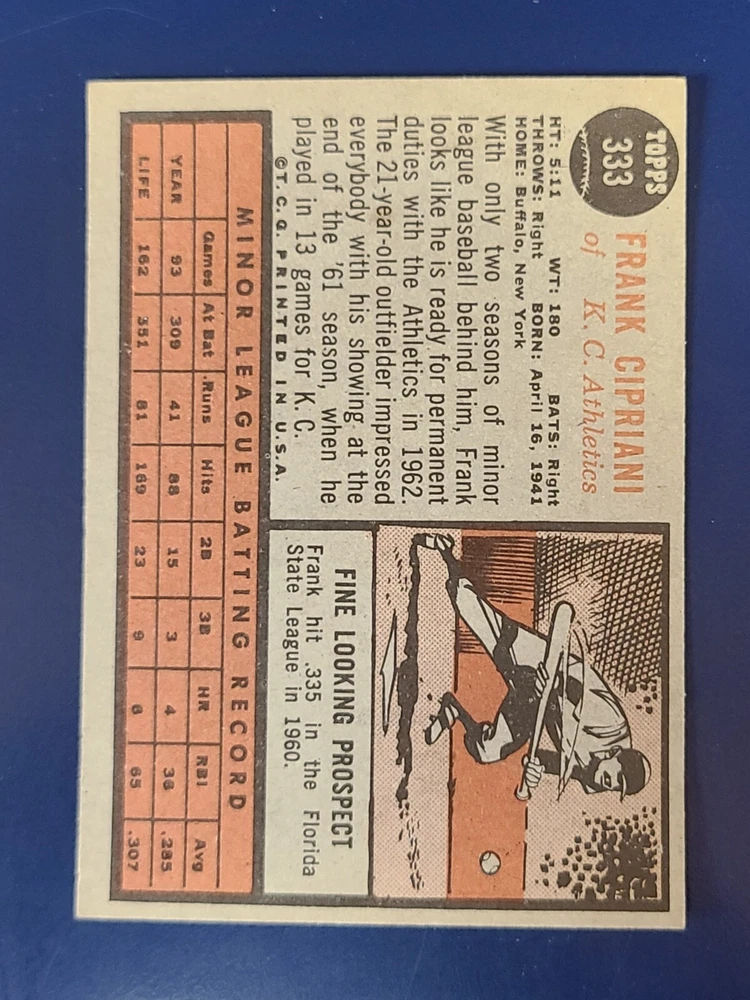 TOPPS
333
FRANK CIPRIANI
of K. C. Athletics
HT: 5:11 WT: 180 BATS: Right
THROWS: Right BORN: April 16, 1941
HOME: Buffalo, New York
With only two seasons of minor
league baseball behind him, Frank
looks like he is ready for permanent
duties with the Athletics in 1962.
The 21-year-old outfielder impressed
everybody with his showing at the
end of the '61 season, when he
played in 13 games for K. C.
©T. C. G. PRINTED IN U. S. A.
FINE LOOKING PROSPECT
Frank hit .335 in the Florida
State League in 1960.
MINOR LEAGUE BATTING RECORD
Games At Bat Runs Hits 2B 3B HR RBI Avg
YEAR 93 309 41 88 15 3 4 36 .285
LIFE 162 551 81 169 23 9 8 65 .307